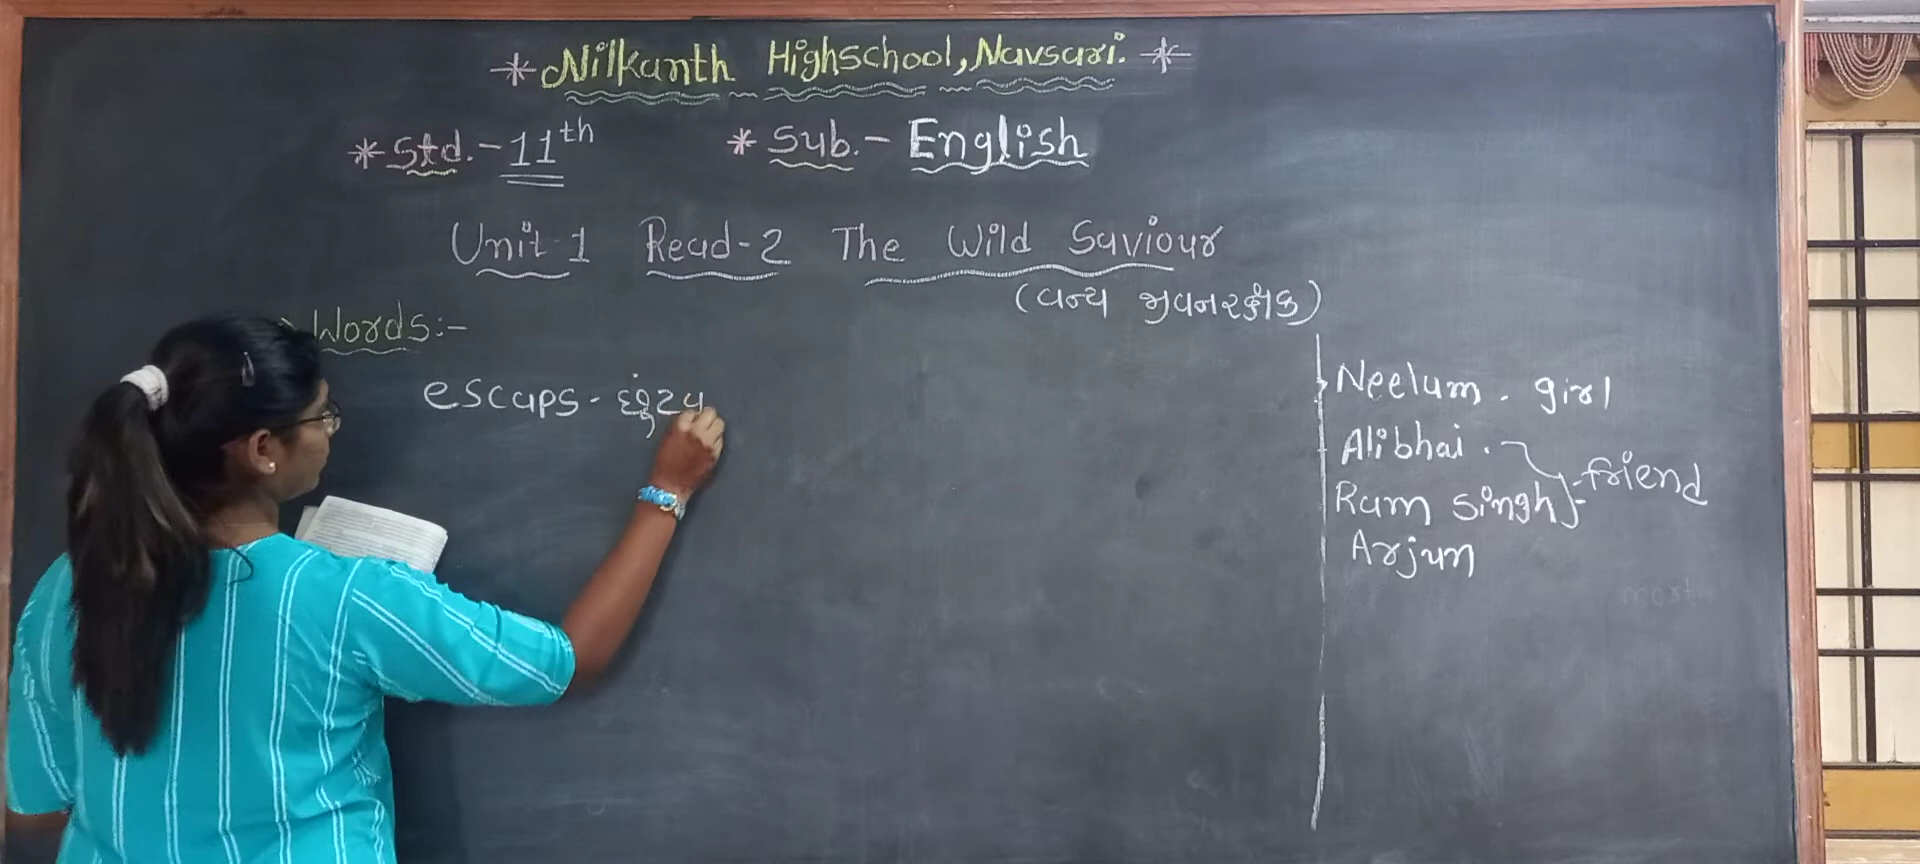 * Nilkanth Highschool, Navsari. *
* Std. - 11th * Sub. - English
Unit-1 Read-2 The Wild Saviour
(વન્ય જીવનરક્ષક)
Words:-
escaps -
Neelum . girl
Alibhai .
Ram Singh - friend
Arjun